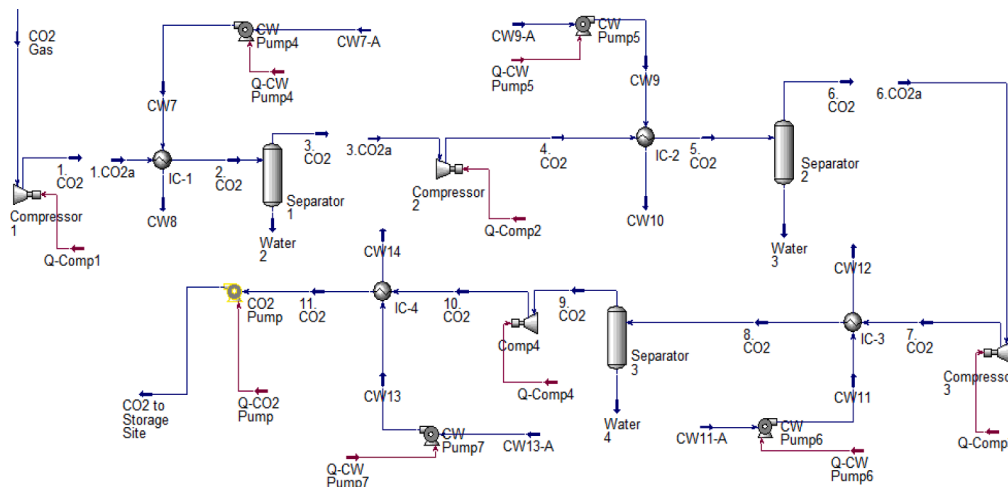 CO2
Gas
CW
Pump4
CW7-A
Q-CW
Pump4
CW7
1.
CO2
1.CO2a
IC-1
CW8
2.
CO2
Compressor
1
Q-Comp1
Separator
1
Water
2
3.
CO2
3.CO2a
Compressor
2
Q-Comp2
4.
CO2
CW9-A
CW
Pump5
Q-CW
Pump5
CW9
IC-2
CW10
5.
CO2
Separator
2
Water
3
6.
CO2
6.CO2a
Compressor
3
Q-Comp
7.
CO2
CW12
IC-3
CW11
CW11-A
CW
Pump6
Q-CW
Pump6
8.
CO2
Separator
3
Water
4
9.
CO2
Comp4
Q-Comp4
10.
CO2
CW14
IC-4
CW13
CW
Pump7
CW13-A
Q-CW
Pump7
11.
CO2
CO2
Pump
Q-CO2
Pump
CO2 to
Storage
Site